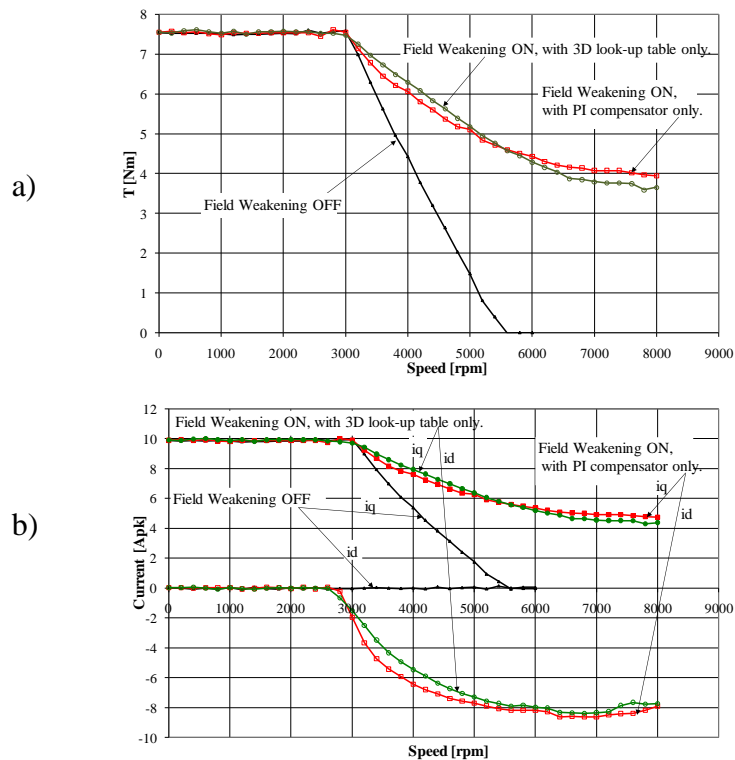 8
7
6
5
4
3
2
1
0
T [Nm]
a)
Field Weakening ON, with 3D look-up table only.
Field Weakening ON,
with PI compensator only.
Field Weakening OFF
0 1000 2000 3000 4000 5000 6000 7000 8000 9000
Speed [rpm]
12
10
8
6
4
2
0
-2
-4
-6
-8
-10
Current [Apk]
b)
Field Weakening ON, with 3D look-up table only.
iq
id
Field Weakening ON,
with PI compensator only.
iq
id
Field Weakening OFF
iq
id
0 1000 2000 3000 4000 5000 6000 7000 8000 9000
Speed [rpm]